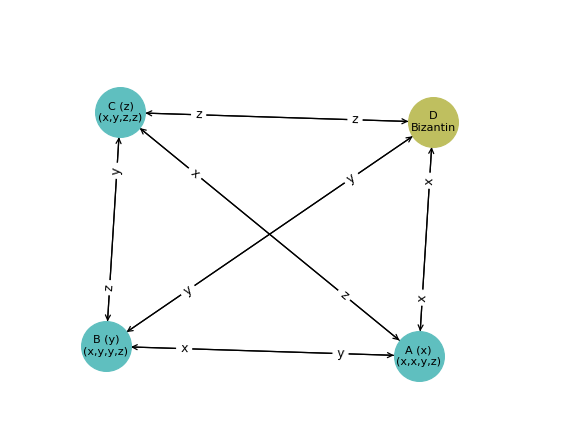 C (z)
(x,y,z,z)
z
z
D
Bizantin
y
x
y
x
z
y
z
x
B (y)
(x,y,y,z)
x
y
A (x)
(x,x,y,z)